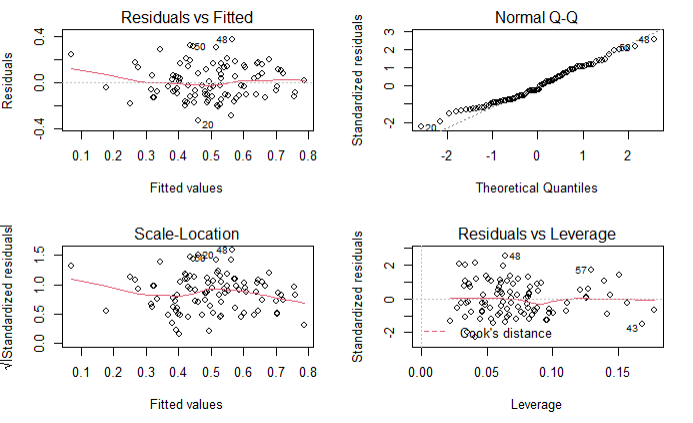 Residuals vs Fitted
Residuals
-0.4 0.0 0.4
50 48
20
0.1 0.2 0.3 0.4 0.5 0.6 0.7 0.8
Fitted values
Normal Q-Q
Standardized residuals
-2 0 1 2 3
50 48
20
-2 -1 0 1 2
Theoretical Quantiles
Scale-Location
√|Standardized residuals|
0.0 0.5 1.0 1.5
50 20 48
0.1 0.2 0.3 0.4 0.5 0.6 0.7 0.8
Fitted values
Residuals vs Leverage
Standardized residuals
-2 0 2
48
57
43
Cook's distance
0.00 0.05 0.10 0.15
Leverage